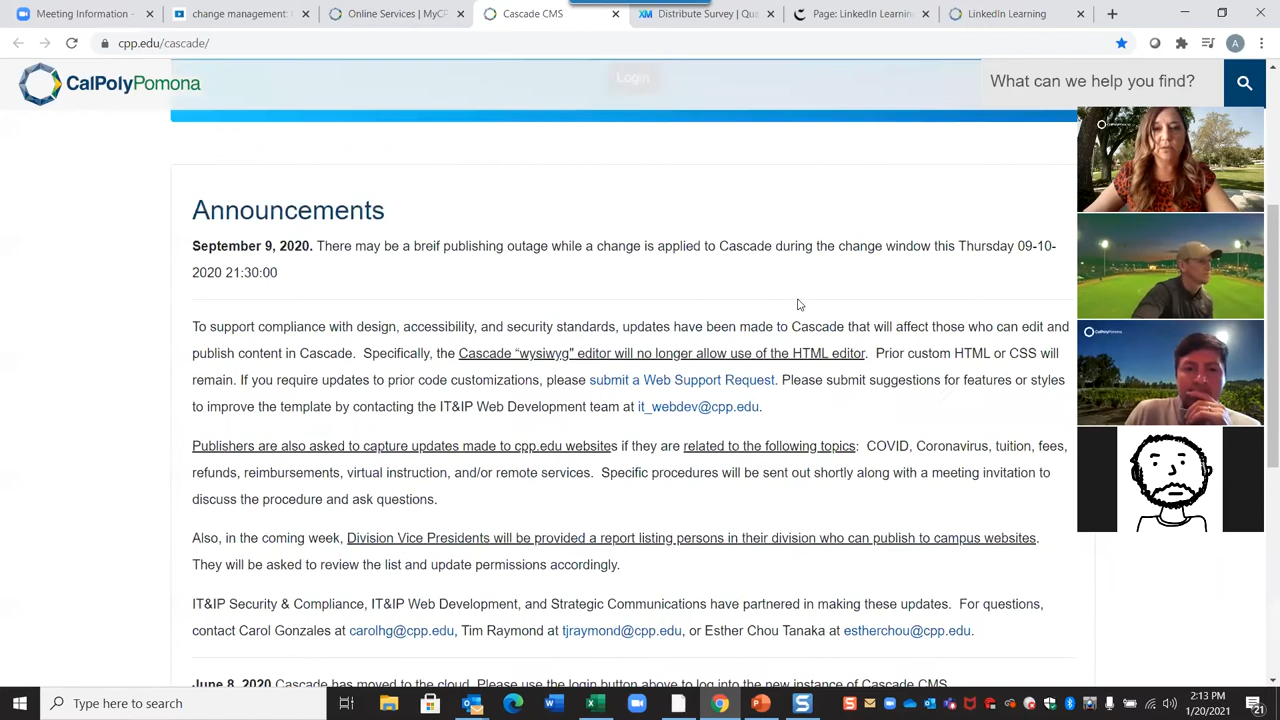 Meeting Information -
change management:
Online Services | MyCP
Cascade CMS
Distribute Survey | Qua
Page: LinkedIn Learning
LinkedIn Learning
cpp.edu/cascade/
CalPolyPomona
Login
What can we help you find?
Announcements
September 9, 2020. There may be a breif publishing outage while a change is applied to Cascade during the change window this Thursday 09-10-
2020 21:30:00
To support compliance with design, accessibility, and security standards, updates have been made to Cascade that will affect those who can edit and
publish content in Cascade. Specifically, the Cascade “wysiwyg" editor will no longer allow use of the HTML editor. Prior custom HTML or CSS will
remain. If you require updates to prior code customizations, please submit a Web Support Request. Please submit suggestions for features or styles
to improve the template by contacting the IT&IP Web Development team at it_webdev@cpp.edu.
Publishers are also asked to capture updates made to cpp.edu websites if they are related to the following topics: COVID, Coronavirus, tuition, fees,
refunds, reimbursements, virtual instruction, and/or remote services. Specific procedures will be sent out shortly along with a meeting invitation to
discuss the procedure and ask questions.
Also, in the coming week, Division Vice Presidents will be provided a report listing persons in their division who can publish to campus websites.
They will be asked to review the list and update permissions accordingly.
IT&IP Security & Compliance, IT&IP Web Development, and Strategic Communications have partnered in making these updates. For questions,
contact Carol Gonzales at carolhg@cpp.edu, Tim Raymond at tjraymond@cpp.edu, or Esther Chou Tanaka at estherchou@cpp.edu.
June 8, 2020 Cascade has moved to the cloud. Please use the login button above to log into the new instance of Cascade CMS
Type here to search
2:13 PM
1/20/2021
21